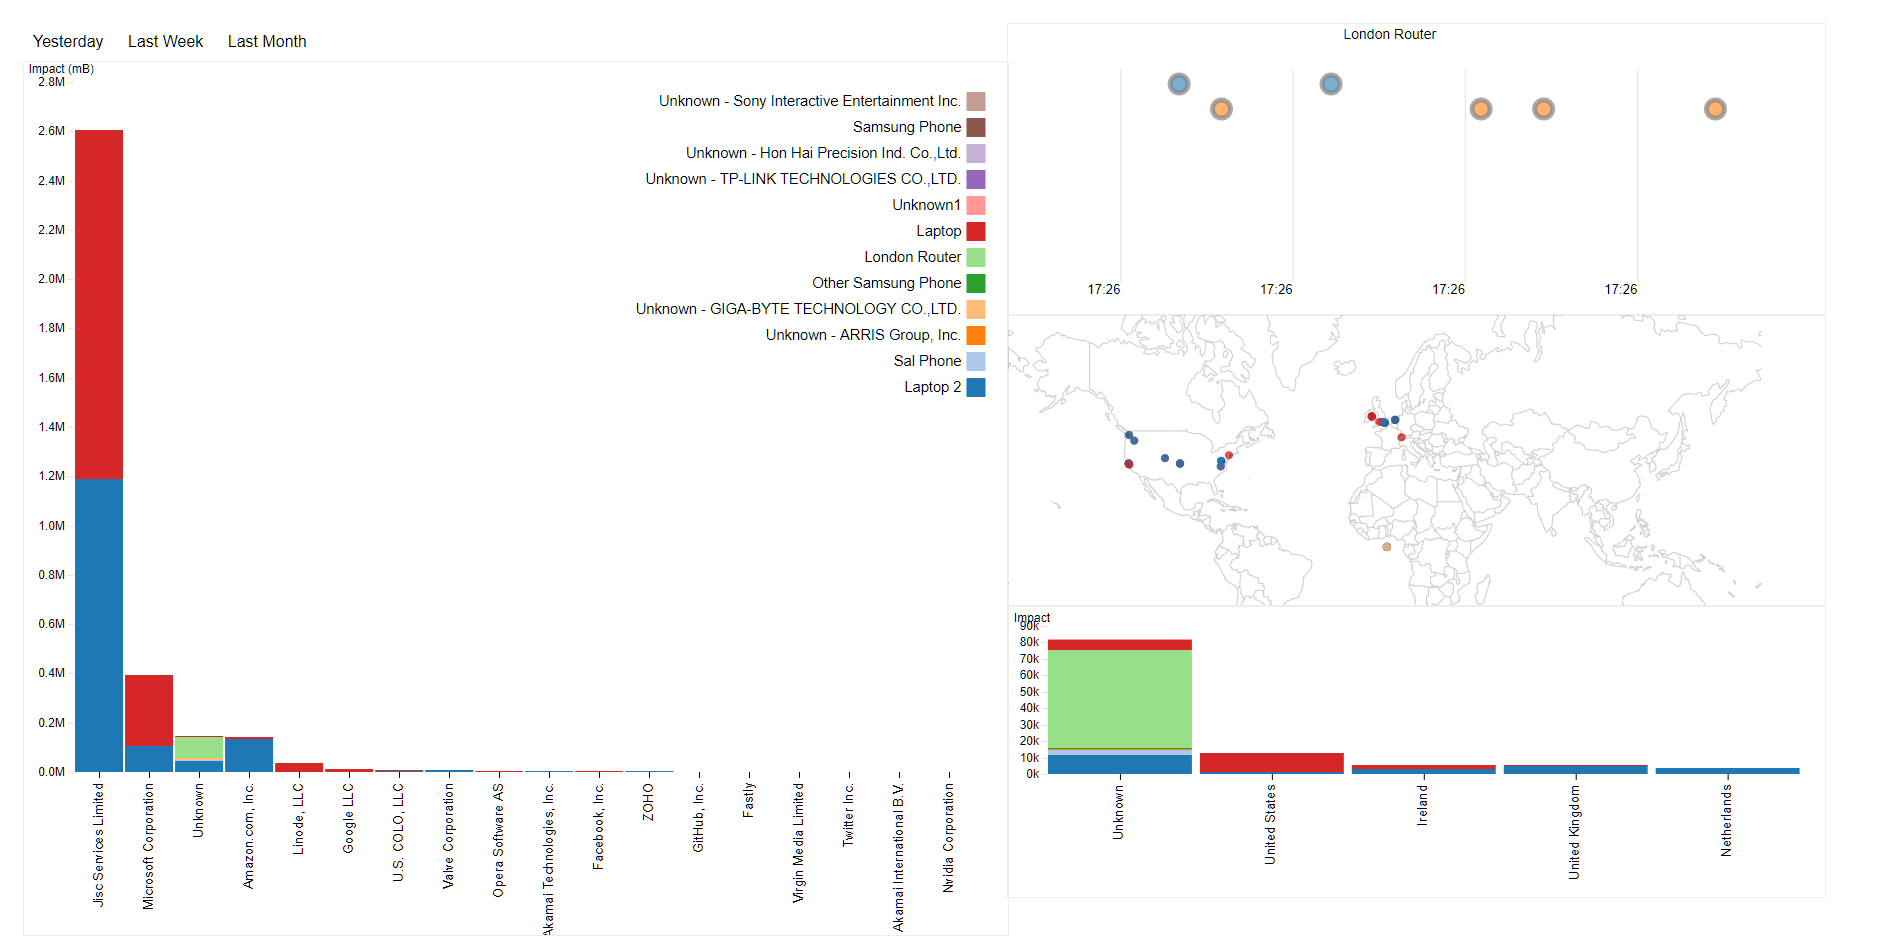 Yesterday Last Week Last Month
Impact (mB)
2.8M
2.6M
2.4M
2.2M
2.0M
1.8M
1.6M
1.4M
1.2M
1.0M
0.8M
0.6M
0.4M
0.2M
0.0M
Unknown - Sony Interactive Entertainment Inc.
Samsung Phone
Unknown - Hon Hai Precision Ind. Co.,Ltd.
Unknown - TP-LINK TECHNOLOGIES CO.,LTD.
Unknown1
Laptop
London Router
Other Samsung Phone
Unknown - GIGA-BYTE TECHNOLOGY CO.,LTD.
Unknown - ARRIS Group, Inc.
Sal Phone
Laptop 2
Jisc Services Limited
Microsoft Corporation
Unknown
Amazon.com, Inc.
Linode, LLC
Google LLC
U.S. COLO, LLC
Valve Corporation
Opera Software AS
Akamai Technologies, Inc.
Facebook, Inc.
ZOHO
GitHub, Inc.
Fastly
Virgin Media Limited
Twitter Inc.
Akamai International B.V.
Nvidia Corporation
London Router
17:26 17:26 17:26 17:26
Impact
90k
80k
70k
60k
50k
40k
30k
20k
10k
0k
Unknown
United States
Ireland
United Kingdom
Netherlands